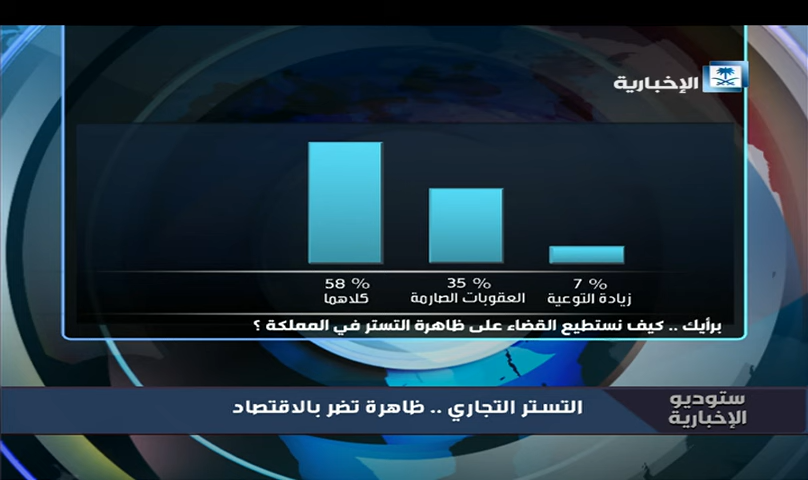 الإخبارية
7 %
زيادة التوعية
35 %
العقوبات الصارمة
58 %
كلاهما
برأيك .. كيف نستطيع القضاء على ظاهرة التستر في المملكة ؟
ستوديو
الإخبارية
التستر التجاري .. ظاهرة تضر بالاقتصاد